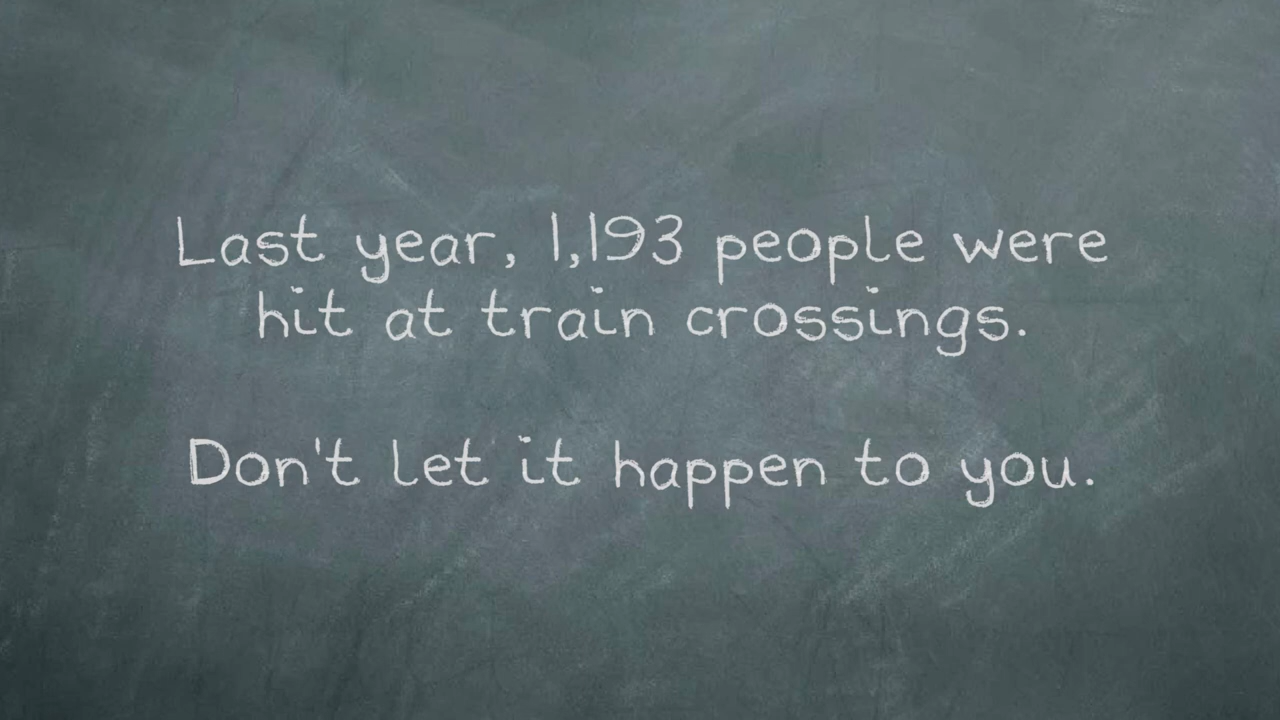 Last year, 1,193 people were
hit at train crossings.
Don't let it happen to you.